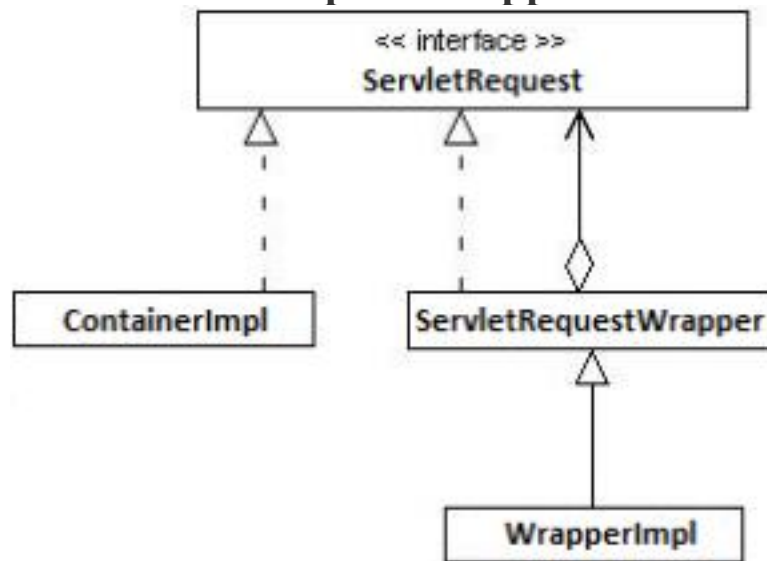 << interface >>
ServletRequest
ContainerImpl
ServletRequestWrapper
WrapperImpl